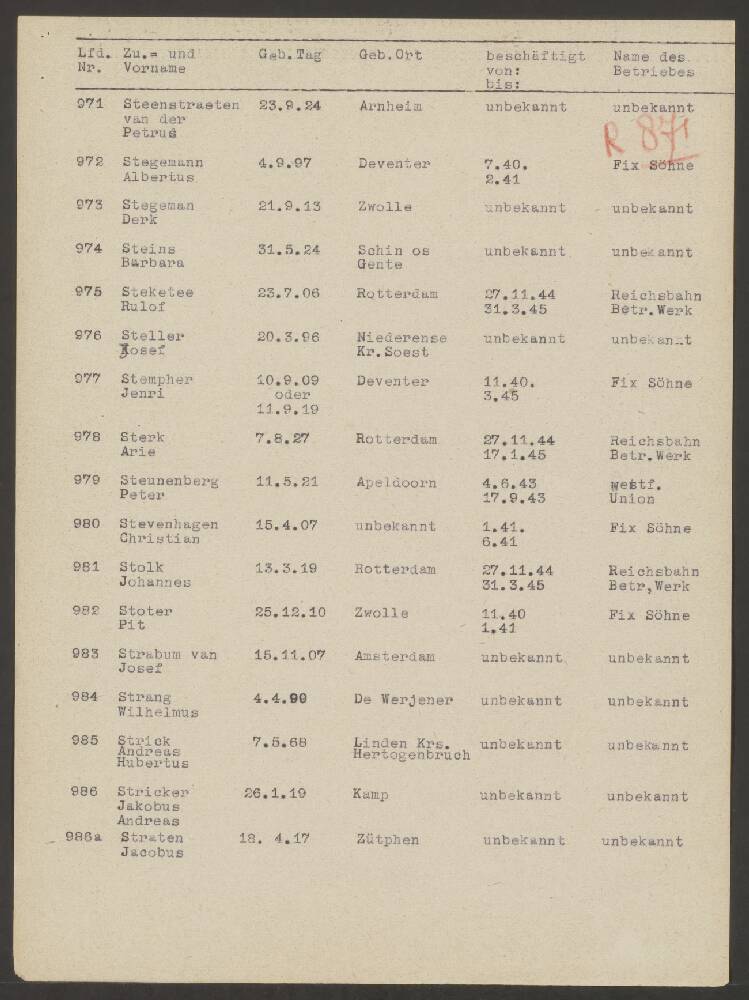 Lfd. Zu.= und Geb.Tag Geb.Ort beschäftigt Name des
Nr. Vorname von: Betriebes
bis:
971 Steenstraeten 23.9.24 Arnheim unbekannt unbekannt
van der
Petrus
R 871
972 Stegemann 4.9.97 Deventer 7.40. Fix Söhne
Albertus 2.41
973 Stegeman 21.9.13 Zwolle unbekannt unbekannt
Derk
974 Steins 31.5.24 Schin os unbekannt unbekannt
Barbara Gente
975 Steketee 23.7.06 Rotterdam 27.11.44 Reichsbahn
Rulof 31.3.45 Betr.Werk
976 Steller 20.3.96 Niederense unbekannt unbekannt
Josef Kr.Soest
977 Stempher 10.9.09 Deventer 11.40. Fix Söhne
Jenri oder 3.45
11.9.19
978 Sterk 7.8.27 Rotterdam 27.11.44 Reichsbahn
Arie 17.1.45 Betr.Werk
979 Steunenberg 11.5.21 Apeldoorn 4.6.43 westf.
Peter 17.9.43 Union
980 Stevenhagen 15.4.07 unbekannt 1.41. Fix Söhne
Christian 6.41
981 Stolk 13.3.19 Rotterdam 27.11.44 Reichsbahn
Johannes 31.3.45 Betr,Werk
982 Stoter 25.12.10 Zwolle 11.40 Fix Söhne
Pit 1.41
983 Strabum van 15.11.07 Amsterdam unbekannt unbekannt
Josef
984 Strang 4.4.99 De Werjener unbekannt unbekannt
Wilhelmus
985 Strick 7.5.68 Linden Krs. unbekannt unbekannt
Andreas Hertogenbruch
Hubertus
986 Stricker 26.1.19 Kamp unbekannt unbekannt
Jakobus
Andreas
986a Straten 18. 4.17 Zütphen unbekannt unbekannt
Jacobus